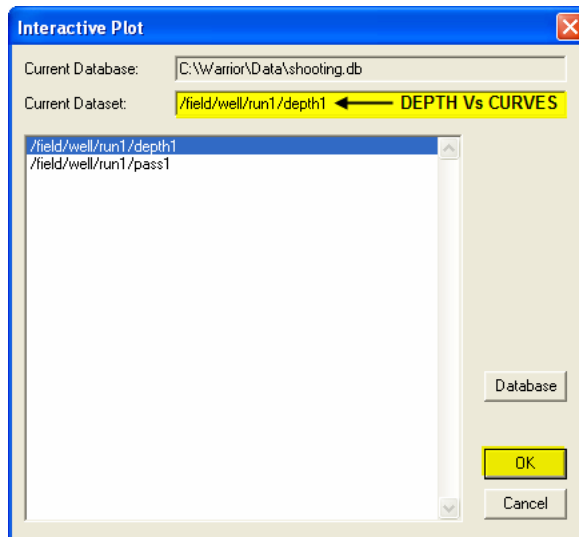 Interactive Plot
Current Database: C:\Warrior\Data\shooting.db
Current Dataset: /field/well/run1/depth1 DEPTH Vs CURVES
/field/well/run1/depth1
/field/well/run1/pass1
Database
OK
Cancel